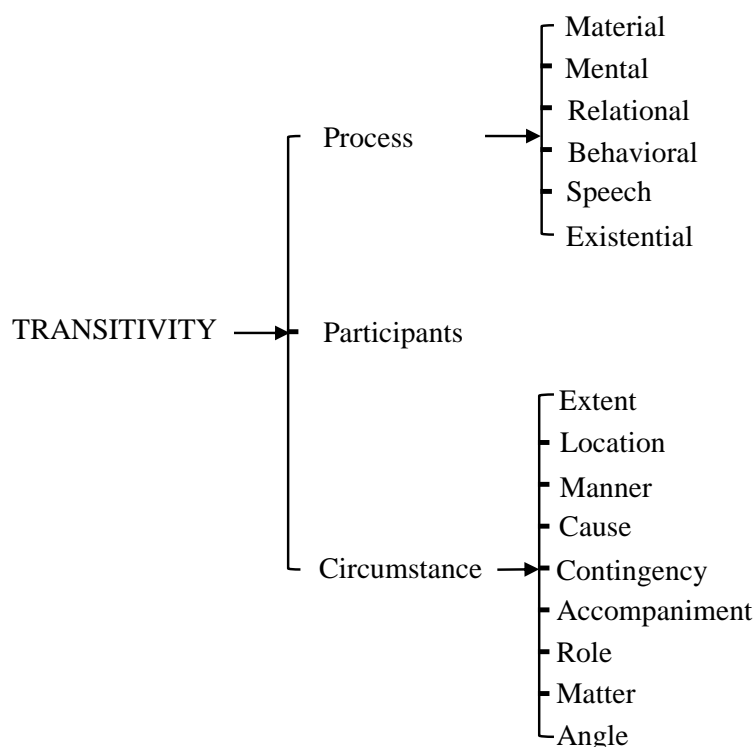 TRANSITIVITY
Process
Material
Mental
Relational
Behavioral
Speech
Existential
Participants
Circumstance
Extent
Location
Manner
Cause
Contingency
Accompaniment
Role
Matter
Angle